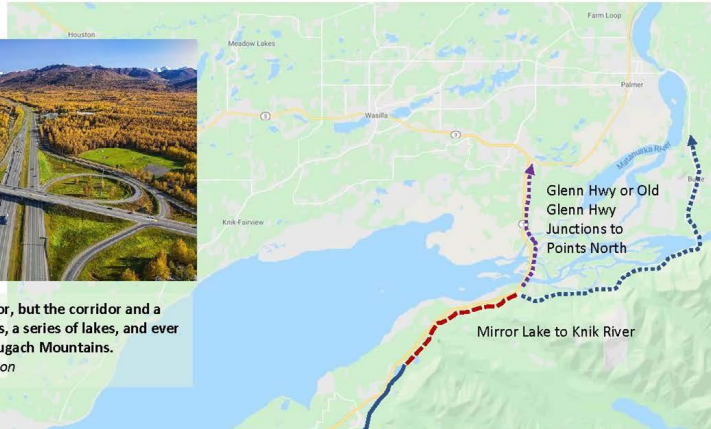 Farm Loop
Houston
Meadow Lakes
Palmer
3
Wasilla
3
Matanuska River
Glenn Hwy or Old
Glenn Hwy
Junctions to
Points North
Knik-Fairview
or, but the corridor and a
s, a series of lakes, and ever
ugach Mountains.
on
Mirror Lake to Knik River